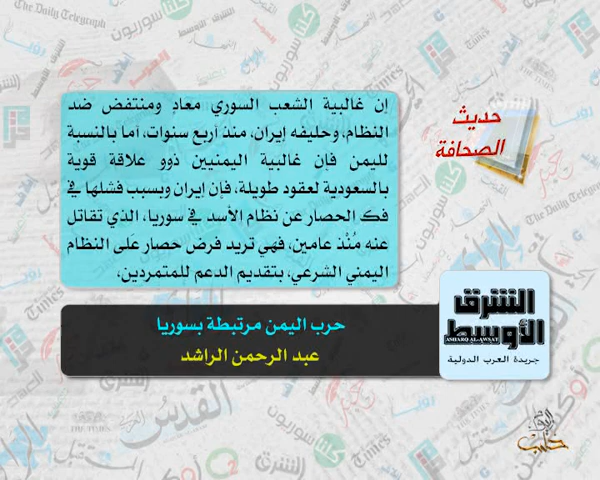 حديث
الصحافة
إن غالبية الشعب السوري معادٍ ومنتفض ضد
النظام، وحليفه إيران، منذ أربع سنوات، أما بالنسبة
لليمن فإن غالبية اليمنيين ذوو علاقة قوية
بالسعودية لعقود طويلة، فإن إيران وبسبب فشلها في
فك الحصار عن نظام الأسد في سوريا، الذي تقاتل
عنه مُنْذ عامين، فهي تريد فرض حصار عَلى النظام
اليمني الشرعي، بتقديم الدعم للمتمردين،
الشرق
الأوسط
ASHARQ AL-AWSAT
جريدة العرب الدولية
حرب اليمن مرتبطة بسوريا
عبد الرحمن الراشد